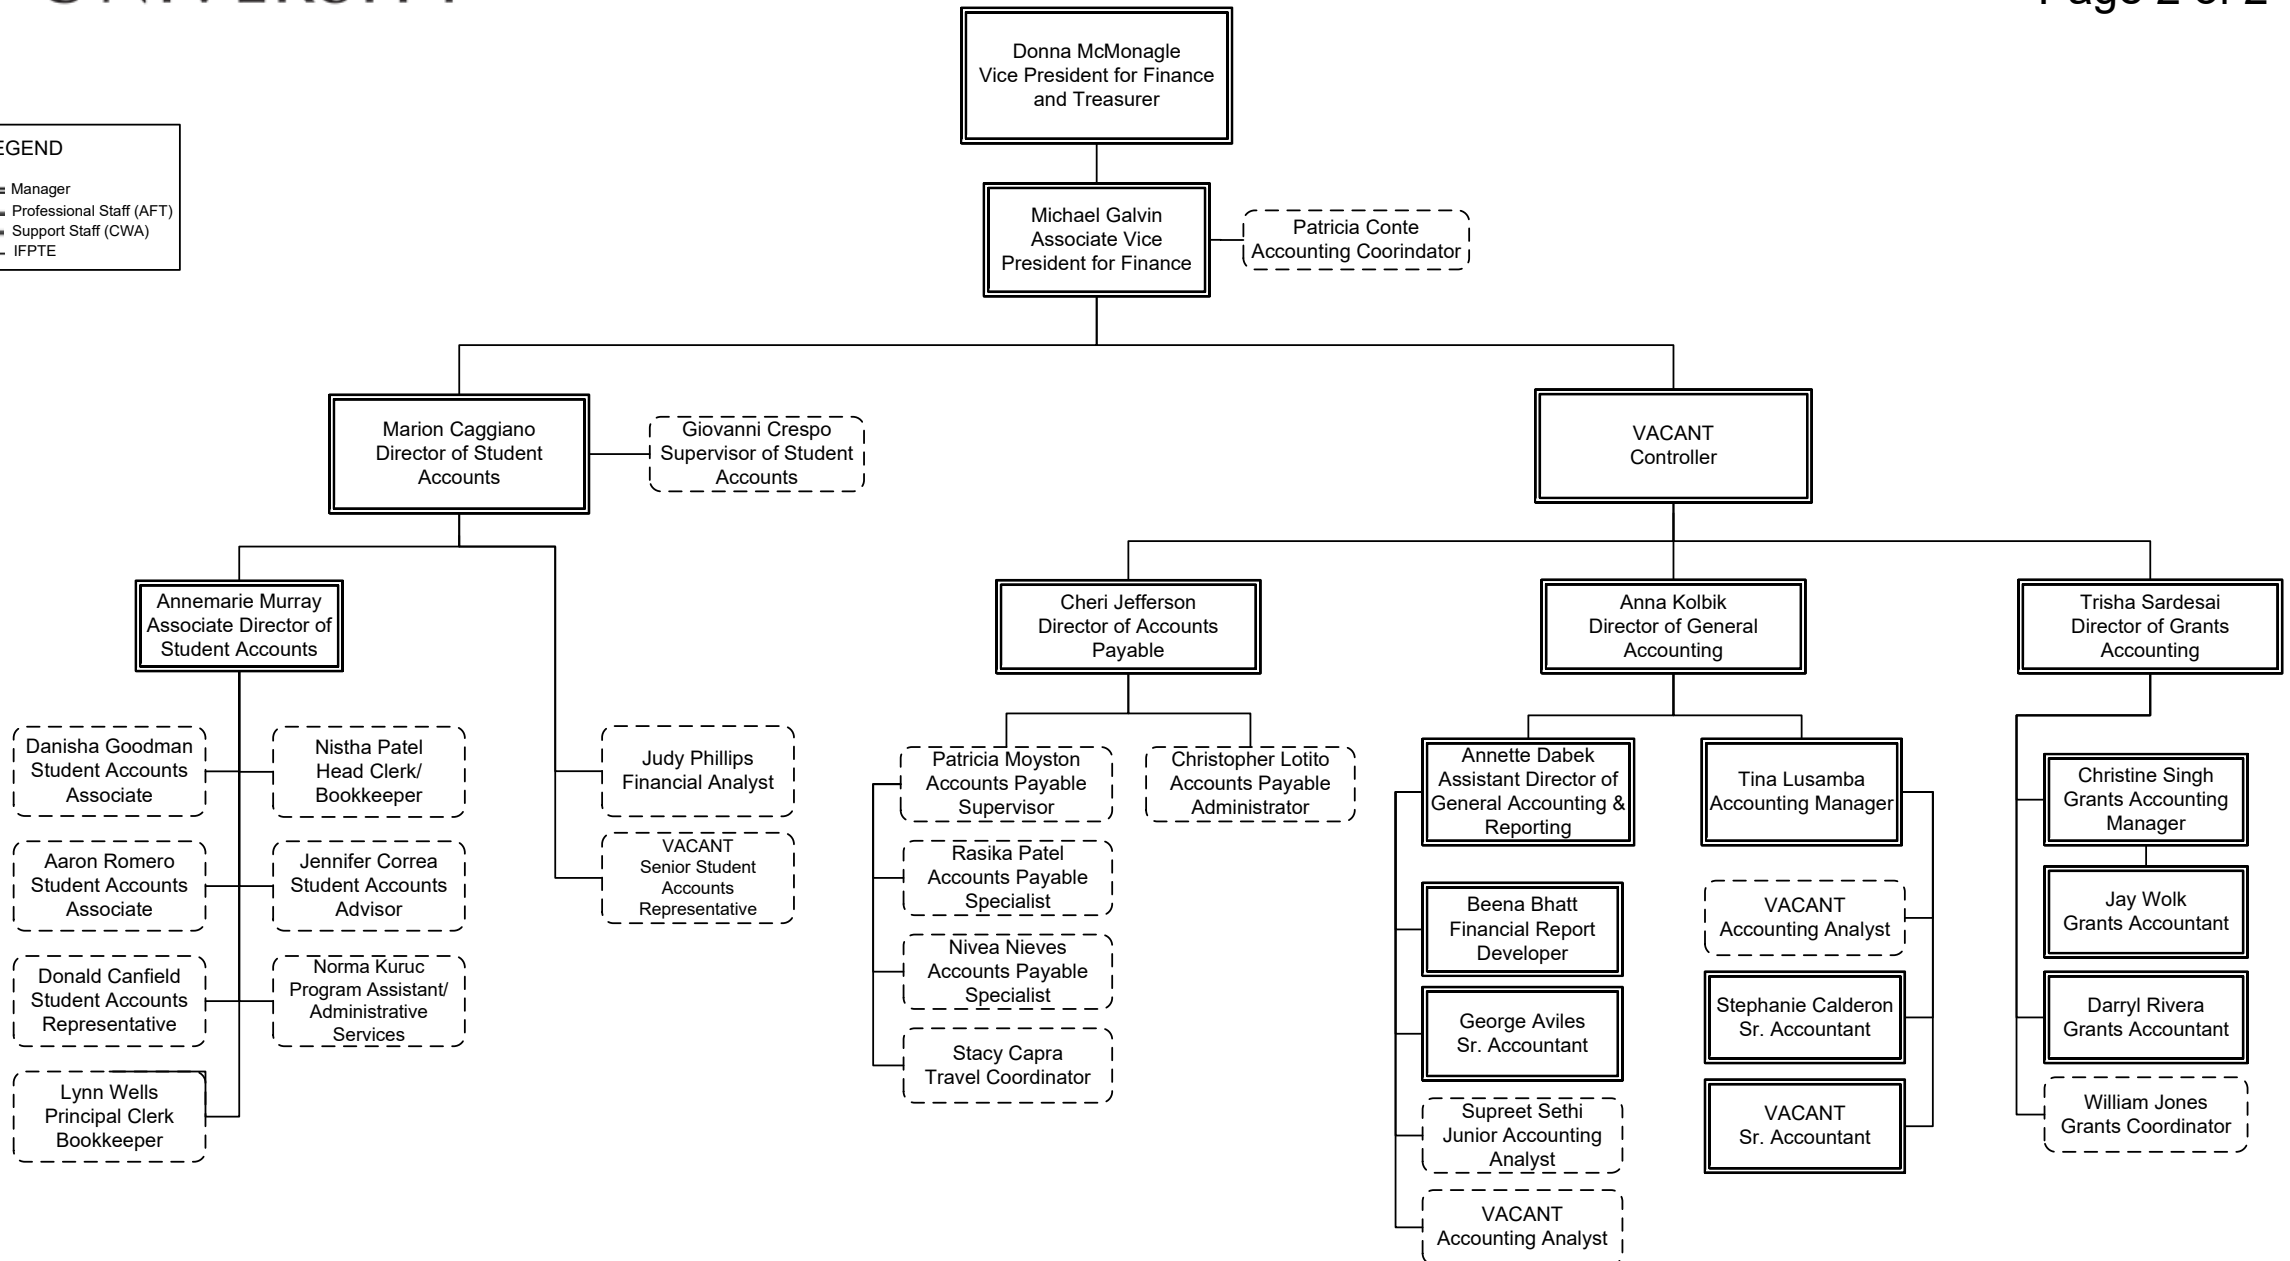 Donna McMonagle
Vice President for Finance
and Treasurer
Manager
Professional Staff (AFT)
Support Staff (CWA)
IFPTE
Michael Galvin
Associate Vice
President for Finance
Patricia Conte
Accounting Coorindator
Marion Caggiano
Director of Student
Accounts
Giovanni Crespo
Supervisor of Student
Accounts
VACANT
Controller
Annemarie Murray
Associate Director of
Student Accounts
Cheri Jefferson
Director of Accounts
Payable
Anna Kolbik
Director of General
Accounting
Trisha Sardesai
Director of Grants
Accounting
Danisha Goodman
Student Accounts
Associate
Nistha Patel
Head Clerk/
Bookkeeper
Aaron Romero
Student Accounts
Associate
Jennifer Correa
Student Accounts
Advisor
Donald Canfield
Student Accounts
Representative
Norma Kuruc
Program Assistant/
Administrative
Services
Lynn Wells
Principal Clerk
Bookkeeper
Judy Phillips
Financial Analyst
VACANT
Senior Student
Accounts
Representative
Patricia Moyston
Accounts Payable
Supervisor
Christopher Lotito
Accounts Payable
Administrator
Rasika Patel
Accounts Payable
Specialist
Nivea Nieves
Accounts Payable
Specialist
Stacy Capra
Travel Coordinator
Annette Dabek
Assistant Director of
General Accounting &
Reporting
Beena Bhatt
Financial Report
Developer
George Aviles
Sr. Accountant
Supreet Sethi
Junior Accounting
Analyst
VACANT
Accounting Analyst
Tina Lusamba
Accounting Manager
VACANT
Accounting Analyst
Stephanie Calderon
Sr. Accountant
VACANT
Sr. Accountant
Christine Singh
Grants Accounting
Manager
Jay Wolk
Grants Accountant
Darryl Rivera
Grants Accountant
William Jones
Grants Coordinator